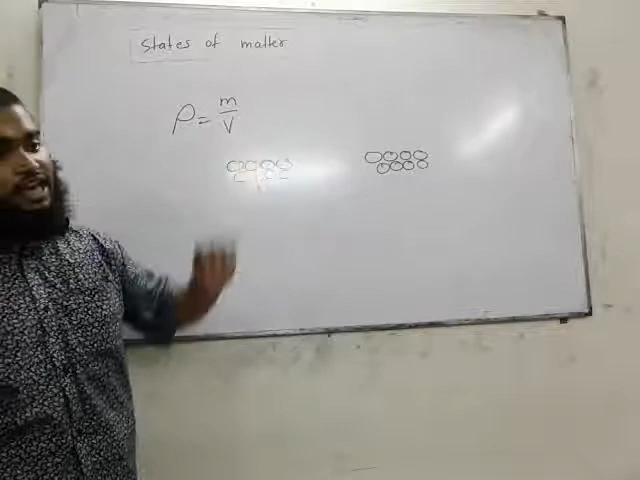 States of matter
ρ = m/V